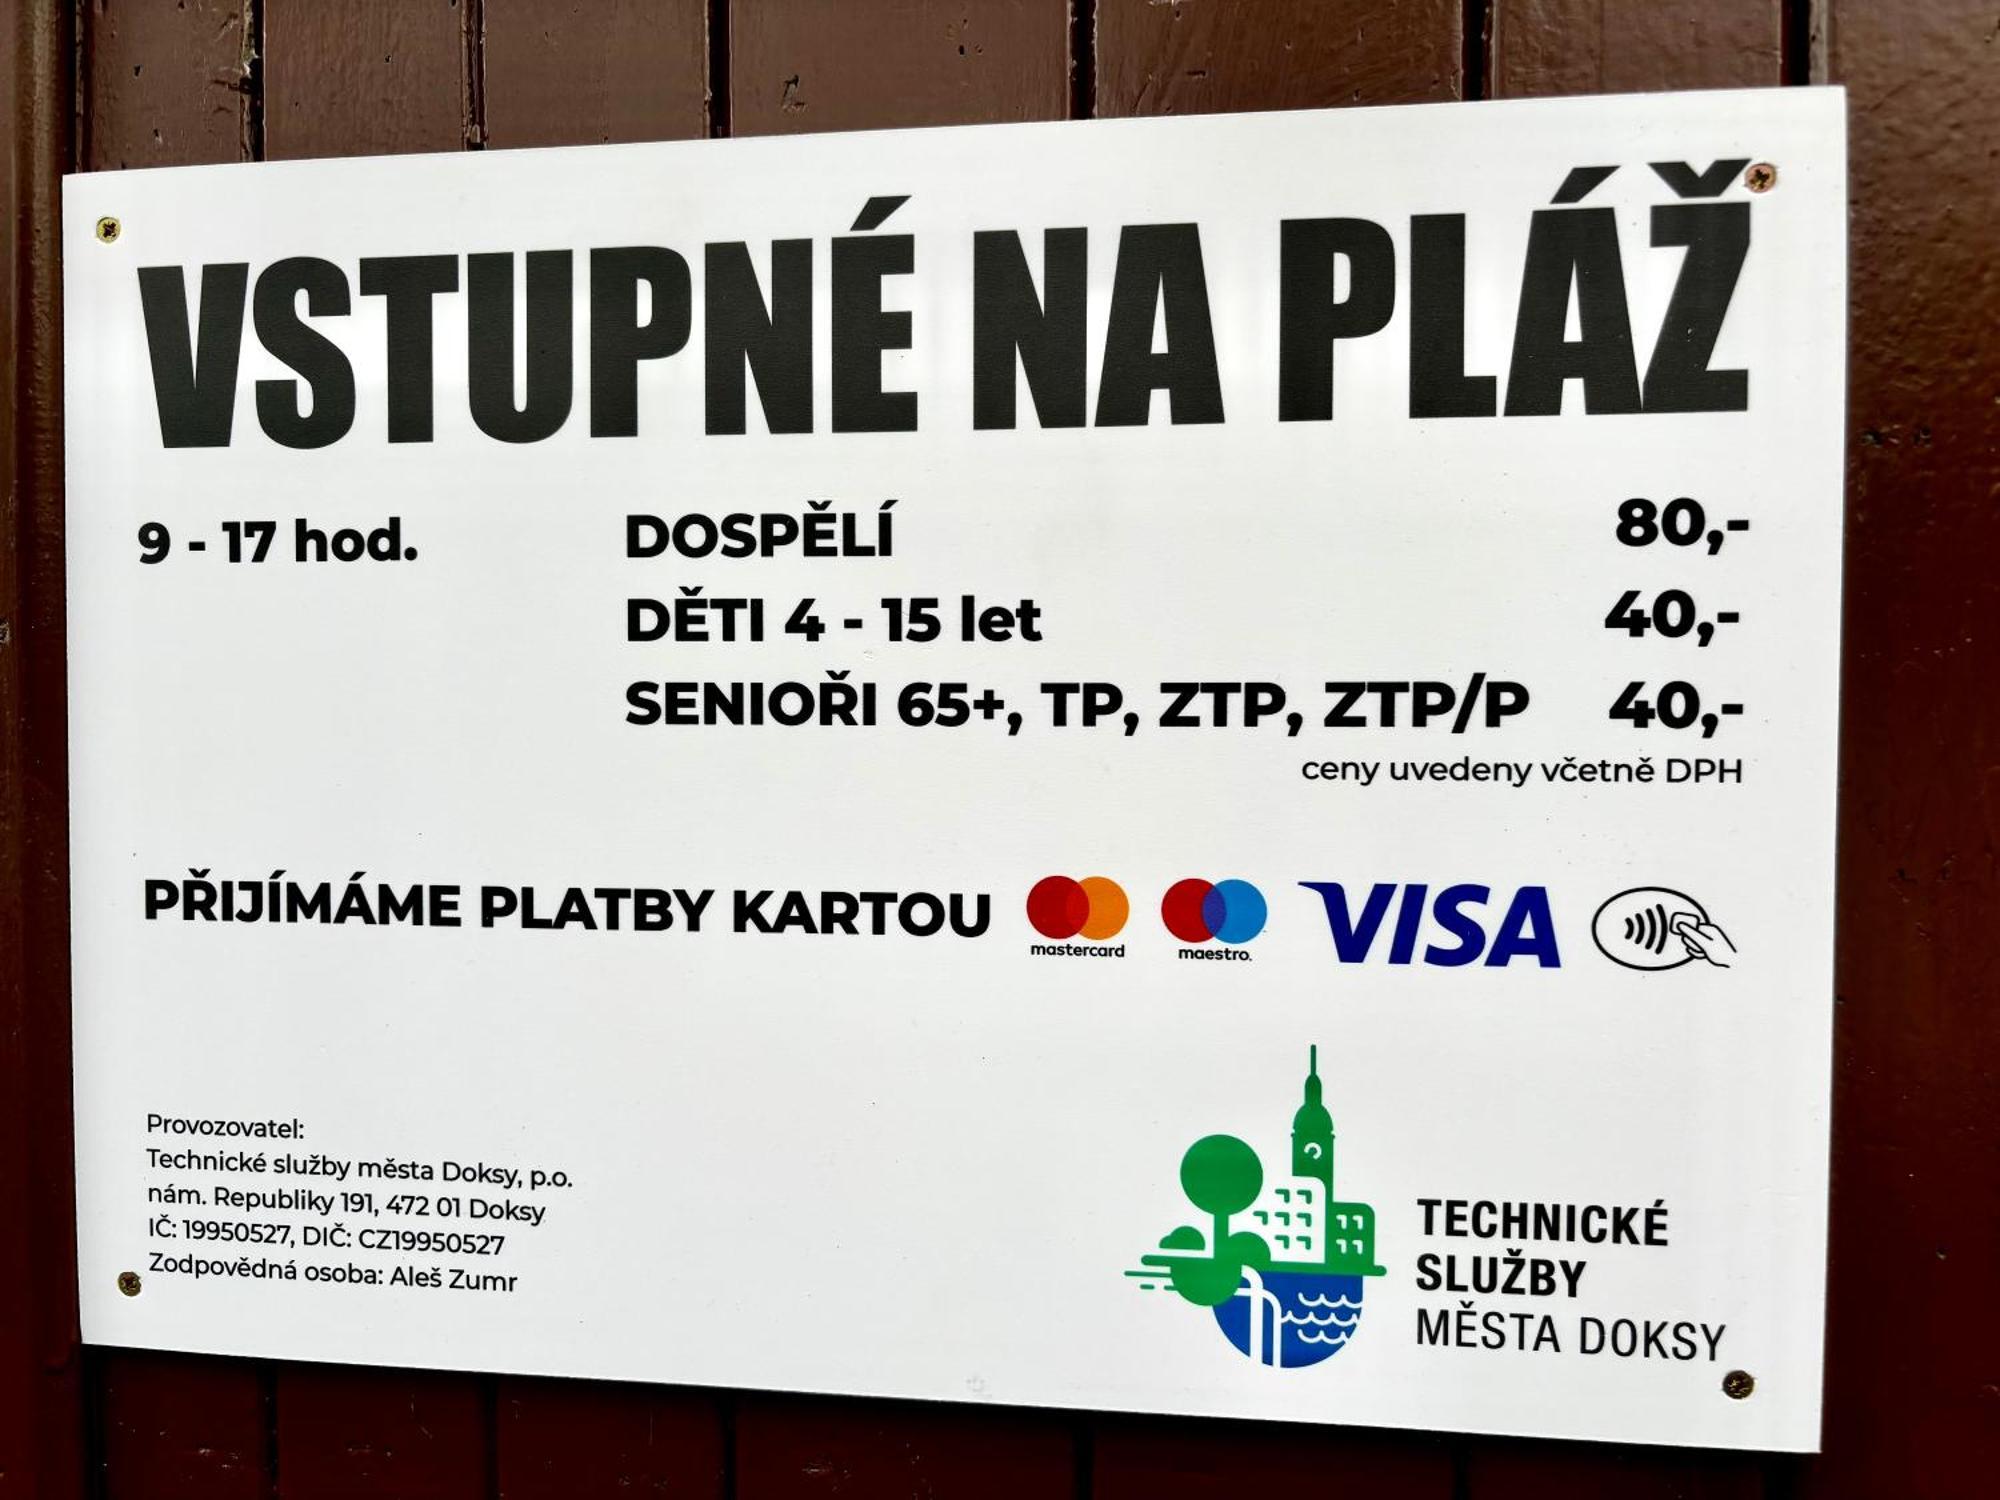 VSTUPNÉ NA PLÁŽ
9 - 17 hod. DOSPĚLÍ 80,-
DĚTI 4 - 15 let 40,-
SENIOŘI 65+, TP, ZTP, ZTP/P 40,-
ceny uvedeny včetně DPH
PŘIJÍMÁME PLATBY KARTOU mastercard maestro. VISA
Provozovatel:
Technické služby města Doksy, p.o.
nám. Republiky 191, 472 01 Doksy
IČ: 19950527, DIČ: CZ19950527
Zodpovědná osoba: Aleš Zumr
TECHNICKÉ
SLUŽBY
MĚSTA DOKSY